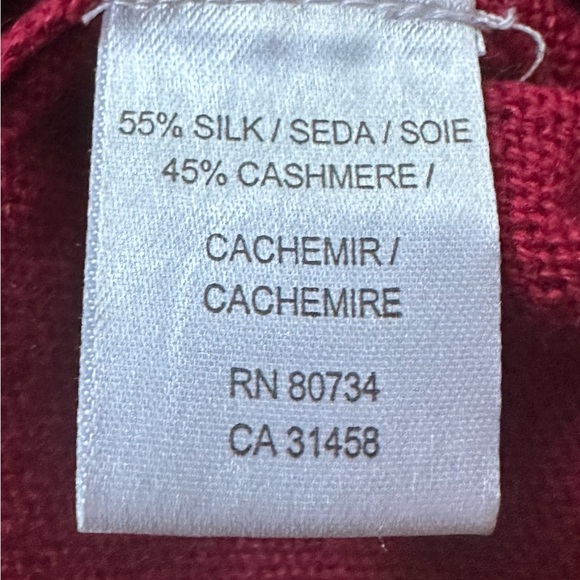 55% SILK / SEDA / SOIE
45% CASHMERE /
CACHEMIR /
CACHEMIRE
RN 80734
CA 31458